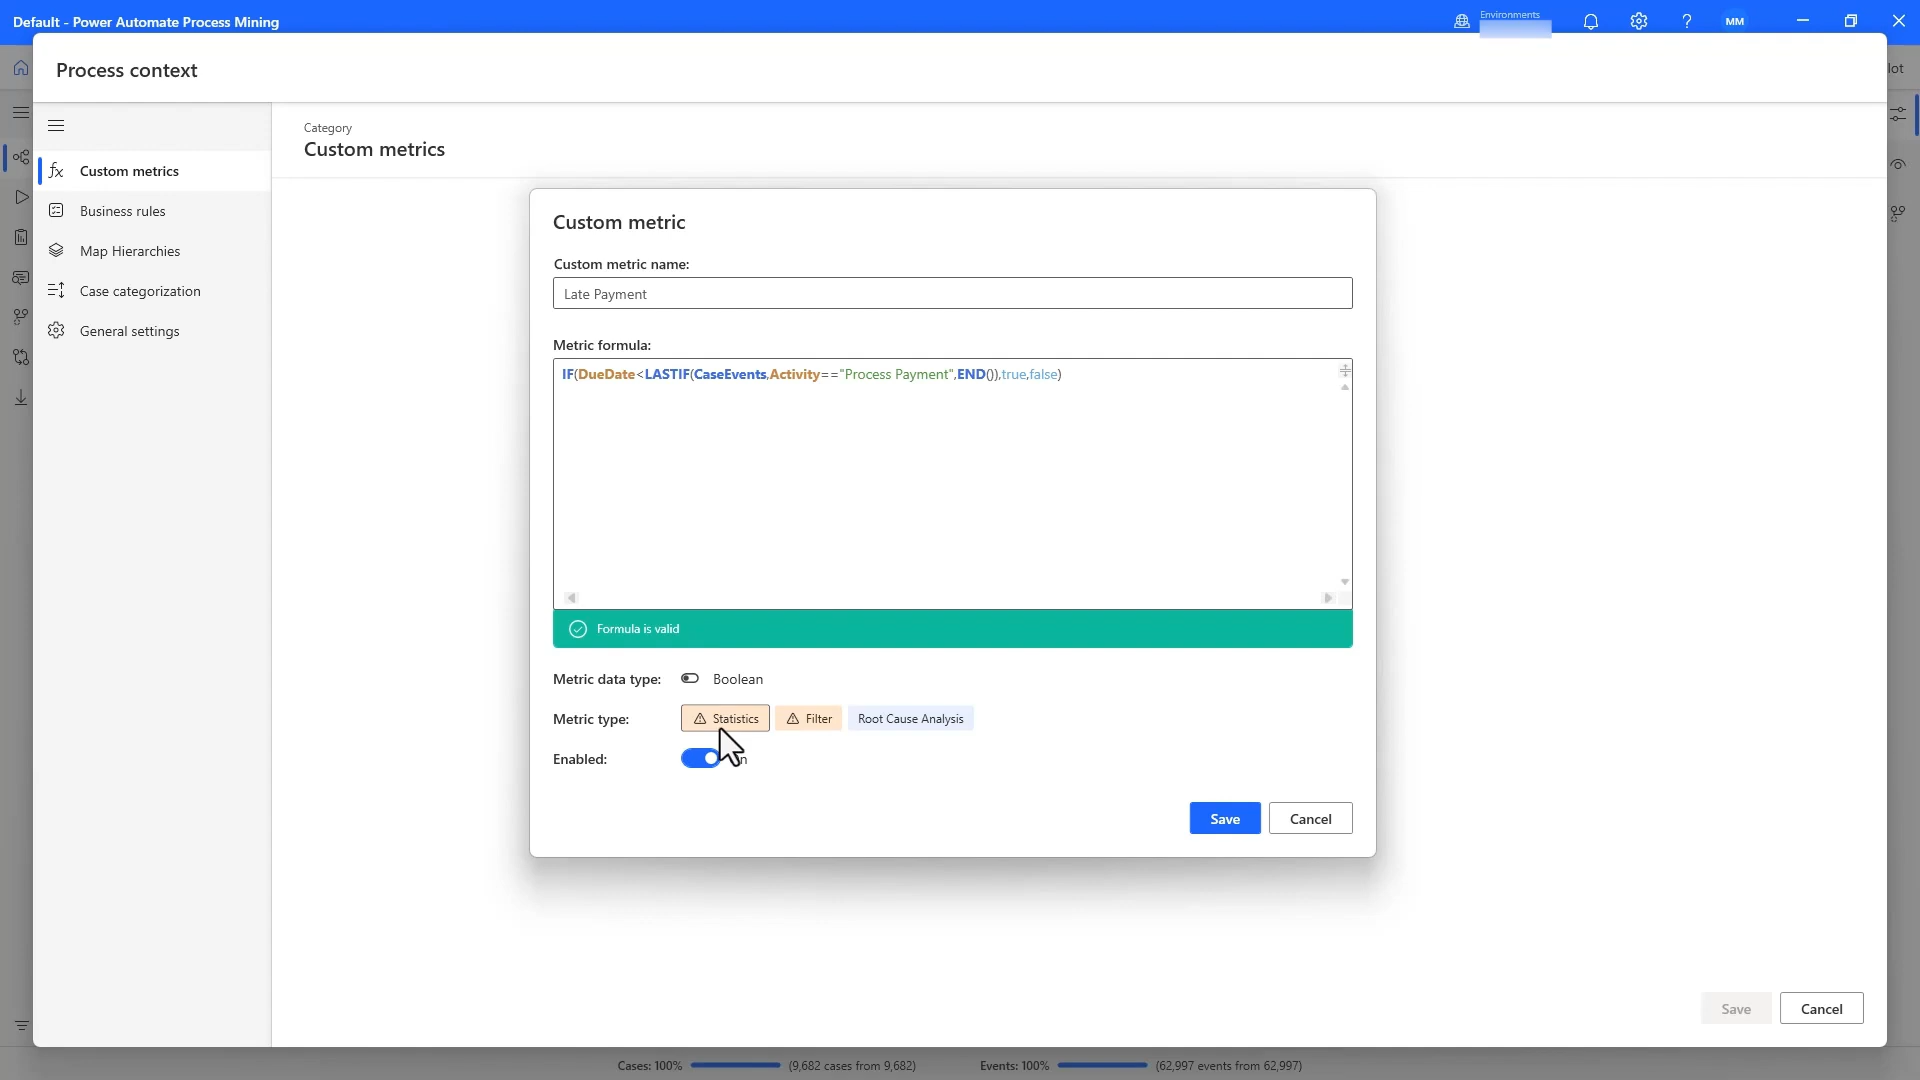 Default - Power Automate Process Mining
Environments
MM
Process context
lot
Custom metrics
Business rules
Map Hierarchies
Case categorization
General settings
Category
Custom metrics
Custom metric
Custom metric name:
Late Payment
Metric formula:
IF(DueDate<LASTIF(CaseEvents,Activity=="Process Payment",END()),true,false)
Formula is valid
Metric data type: Boolean
Metric type: Statistics Filter Root Cause Analysis
Enabled: n
Save Cancel
Save Cancel
Cases: 100% (9,682 cases from 9,682) Events: 100% (62,997 events from 62,997)